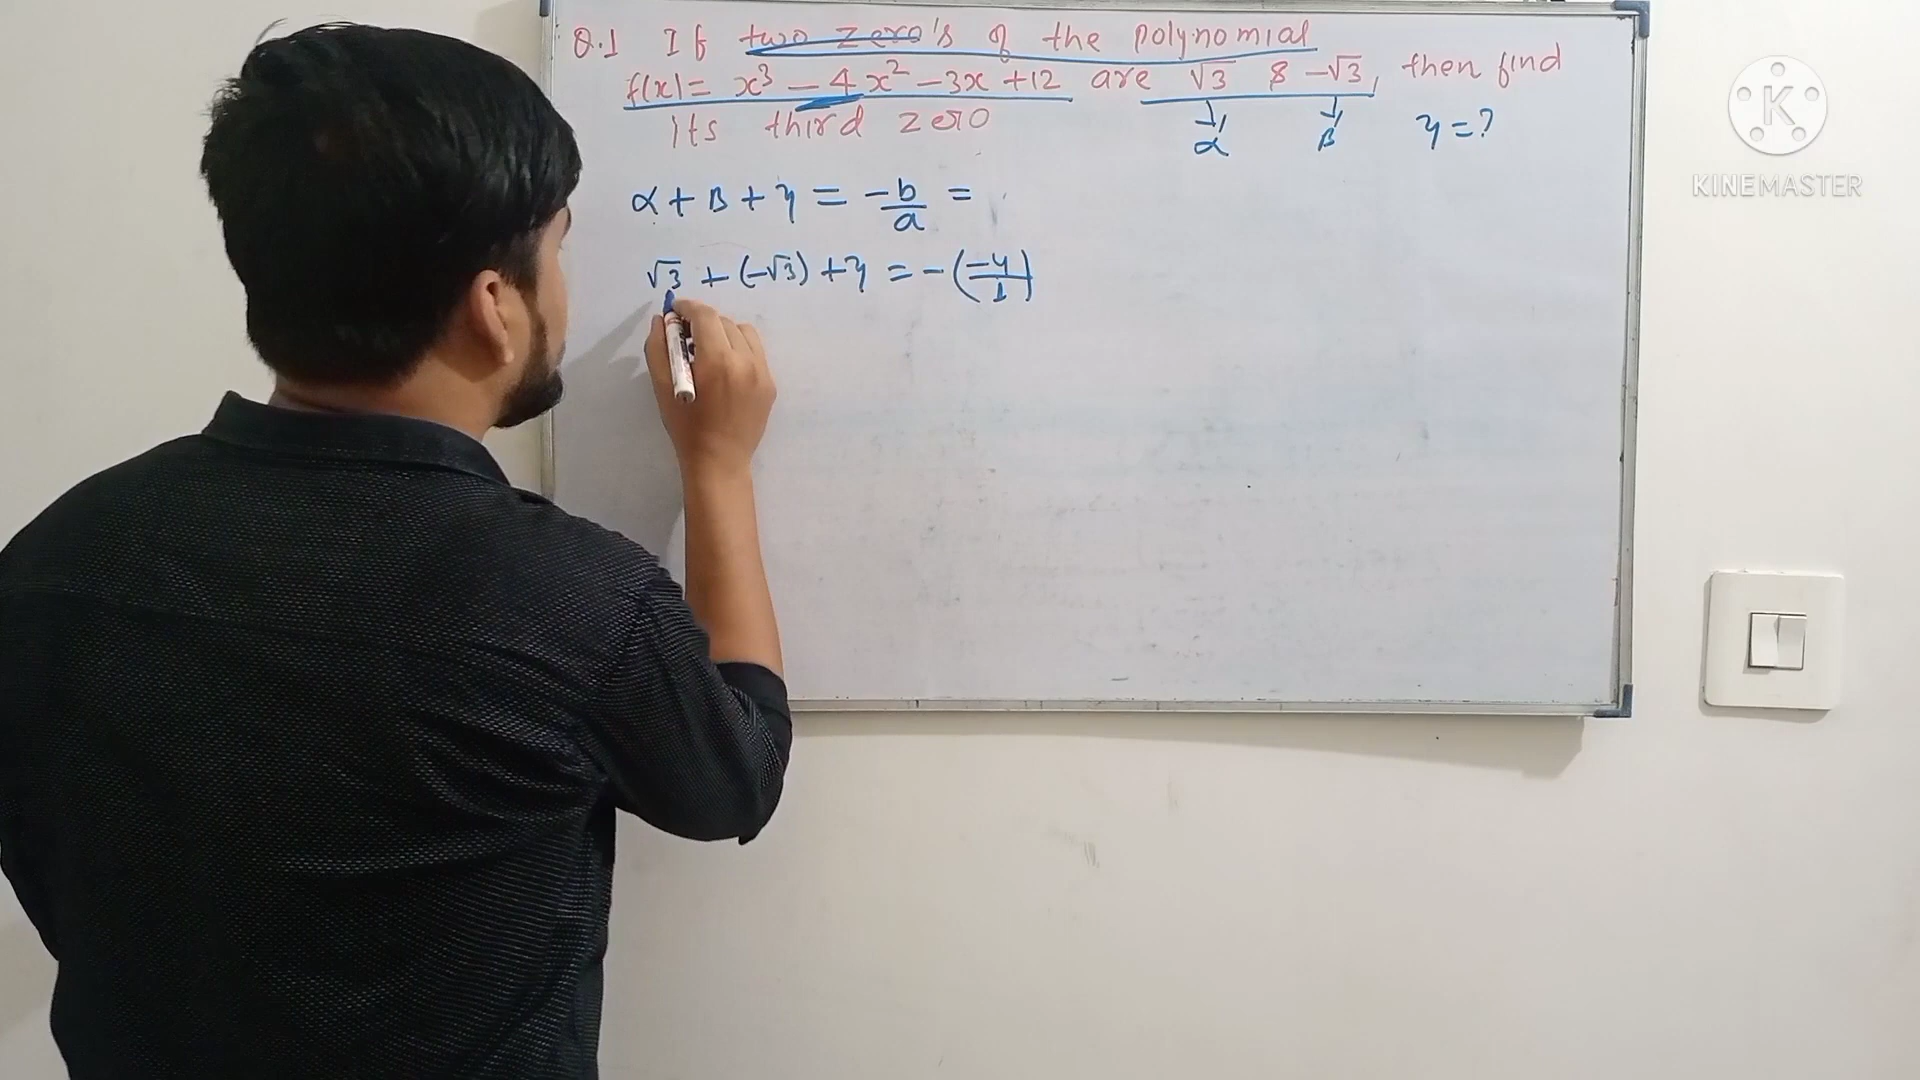 Q.1 If two zero's of the polynomial
f(x) = x³ - 4x² - 3x + 12 are √3 & -√3, then find
its third zero
α β γ = ?
α + β + γ = -b/a =
√3 + (-√3) + γ = -(-4/1)
K
KINEMASTER